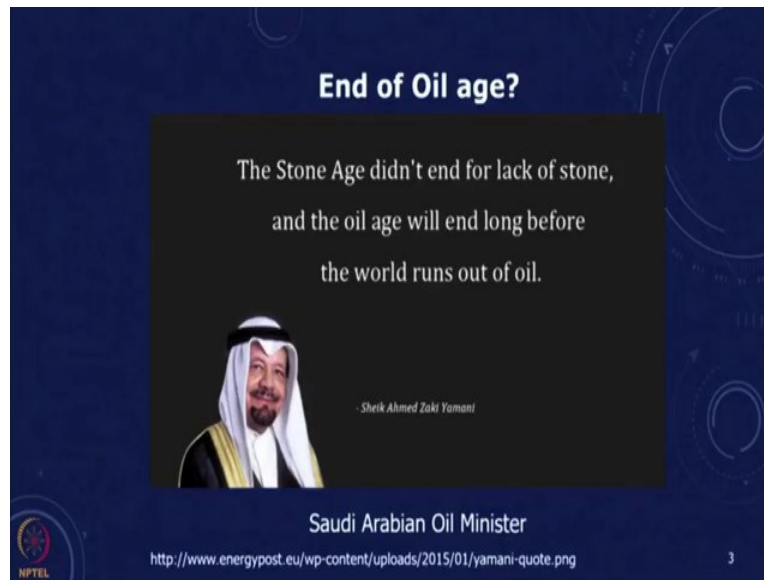 End of Oil age?
The Stone Age didn't end for lack of stone,
and the oil age will end long before
the world runs out of oil.
- Sheik Ahmed Zaki Yamani
Saudi Arabian Oil Minister
http://www.energypost.eu/wp-content/uploads/2015/01/yamani-quote.png
3
NPTEL